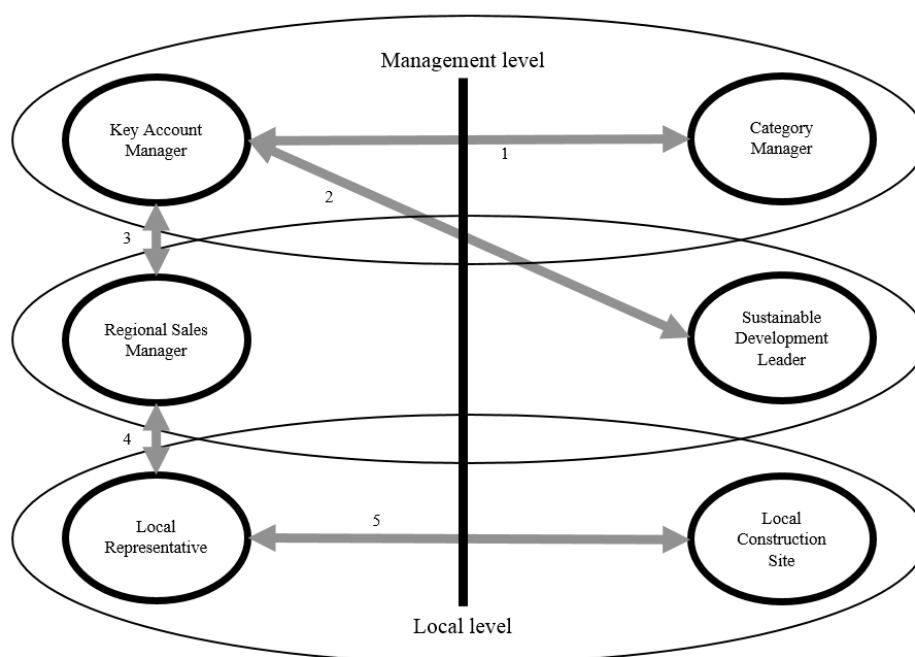 Management level
Key Account
Manager
Category
Manager
1
2
3
Regional Sales
Manager
Sustainable
Development
Leader
4
Local
Representative
5
Local
Construction
Site
Local level